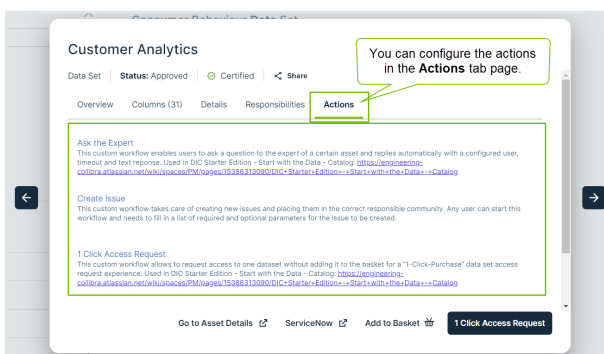 Consumer Behaviour Data Set
Customer Analytics
You can configure the actions
in the Actions tab page.
Data Set Status: Approved Certified Share
Overview Columns (31) Details Responsibilities Actions
Ask the Expert
This custom workflow enables users to ask a question to the expert of a certain asset and replies automatically with a configured user,
timeout and text reponse. Used in DIC Starter Edition - Start with the Data - Catalog: https://engineering-
collibra.atlassian.net/wiki/spaces/PM/pages/15386313090/DIC+Starter+Edition+-+Start+with+the+Data+-+Catalog
Create Issue
This custom workflow takes care of creating new issues and placing them in the correct responsible community. Any user can start this
workflow and needs to fill in a list of required and optional parameters for the issue to be created.
1 Click Access Request
This custom workflow allows to request access to one dataset without adding it to the basket for a "1-Click-Purchase" data set access
request experience. Used in DIC Starter Edition - Start with the Data - Catalog: https://engineering-
collibra.atlassian.net/wiki/spaces/PM/pages/15386313090/DIC+Starter+Edition+-+Start+with+the+Data+-+Catalog
Go to Asset Details ServiceNow Add to Basket 1 Click Access Request